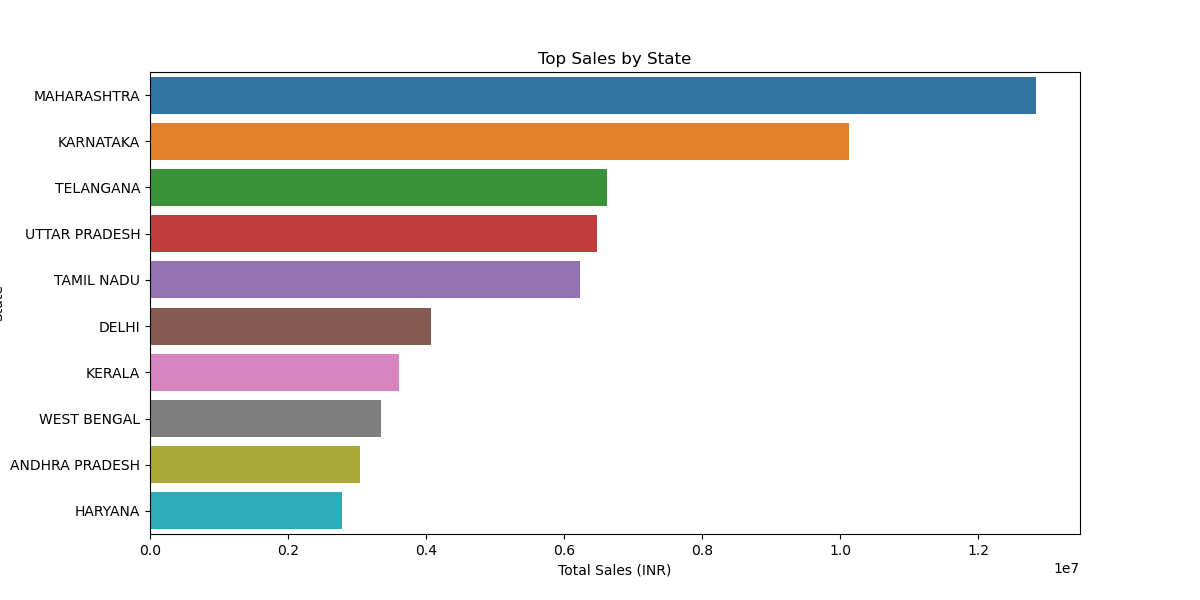 Top Sales by State
MAHARASHTRA
KARNATAKA
TELANGANA
UTTAR PRADESH
TAMIL NADU
DELHI
KERALA
WEST BENGAL
ANDHRA PRADESH
HARYANA
0.0 0.2 0.4 0.6 0.8 1.0 1.2
1e7
Total Sales (INR)